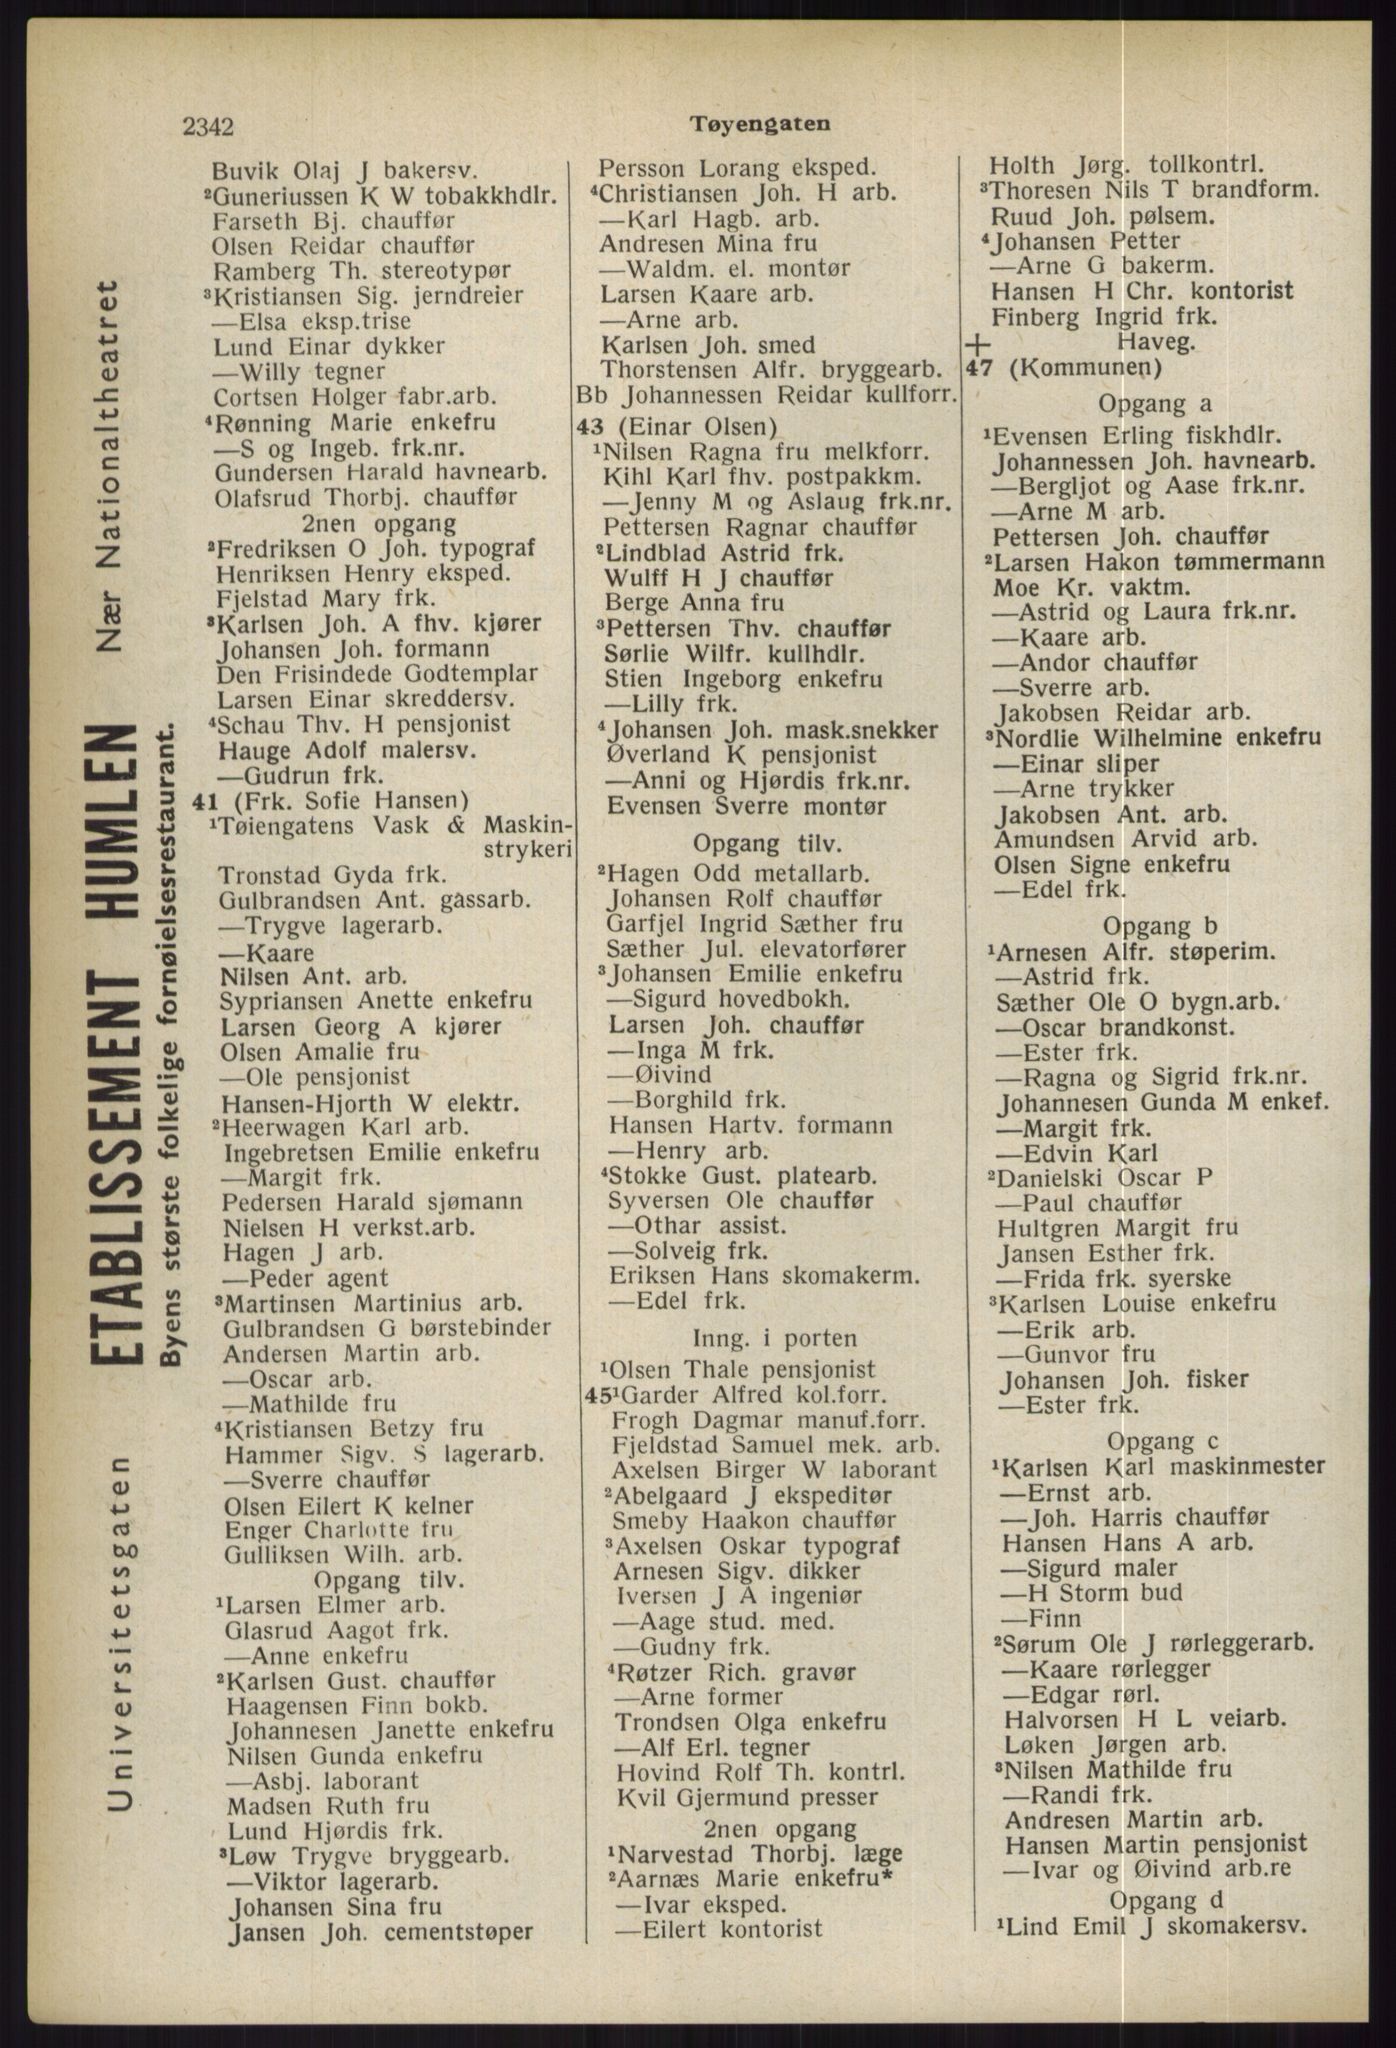 2342
Tøyengaten
Buvik Olaj J bakersv.
²Guneriussen K W tobakkhdlr.
Farseth Bj. chauffør
Olsen Reidar chauffør
Ramberg Th. stereotypør
³Kristiansen Sig. jerndreier
—Elsa eksp.trise
Lund Einar dykker
—Willy tegner
Cortsen Holger fabr.arb.
⁴Rønning Marie enkefru
—S og Ingeb. frk.nr.
Gundersen Harald havnearb.
Olafsrud Thorbj. chauffør
2nen opgang
²Fredriksen O Joh. typograf
Henriksen Henry eksped.
Fjelstad Mary frk.
³Karlsen Joh. A fhv. kjører
Johansen Joh. formann
Den Frisindede Godtemplar
Larsen Einar skreddersv.
⁴Schau Thv. H pensjonist
Hauge Adolf malersv.
—Gudrun frk.
41 (Frk. Sofie Hansen)
¹Tøiengatens Vask & Maskin-
strykeri
Tronstad Gyda frk.
Gulbrandsen Ant. gassarb.
—Trygve lagerarb.
—Kaare
Nilsen Ant. arb.
Sypriansen Anette enkefru
Larsen Georg A kjører
Olsen Amalie fru
—Ole pensjonist
Hansen-Hjorth W elektr.
²Heerwagen Karl arb.
Ingebretsen Emilie enkefru
—Margit frk.
Pedersen Harald sjømann
Nielsen H verkst.arb.
Hagen J arb.
—Peder agent
³Martinsen Martinius arb.
Gulbrandsen G børstebinder
Andersen Martin arb.
—Oscar arb.
—Mathilde fru
⁴Kristiansen Betzy fru
Hammer Sigv. S lagerarb.
—Sverre chauffør
Olsen Eilert K kelner
Enger Charlotte fru
Gulliksen Wilh. arb.
Opgang tilv.
¹Larsen Elmer arb.
Glasrud Aagot frk.
—Anne enkefru
²Karlsen Gust. chauffør
Haagensen Finn bokb.
Johannesen Janette enkefru
Nilsen Gunda enkefru
—Asbj. laborant
Madsen Ruth fru
Lund Hjørdis frk.
³Løw Trygve bryggearb.
—Viktor lagerarb.
Johansen Sina fru
Jansen Joh. cementstøper
Persson Lorang eksped.
⁴Christiansen Joh. H arb.
—Karl Hagb. arb.
Andresen Mina fru
—Waldm. el. montør
Larsen Kaare arb.
—Arne arb.
Karlsen Joh. smed
Thorstensen Alfr. bryggearb.
Bb Johannessen Reidar kullforr.
43 (Einar Olsen)
¹Nilsen Ragna fru melkforr.
Kihl Karl fhv. postpakkm.
—Jenny M og Aslaug frk.nr.
Pettersen Ragnar chauffør
²Lindblad Astrid frk.
Wulff H J chauffør
Berge Anna fru
³Pettersen Thv. chauffør
Sørlie Wilfr. kullhdlr.
Stien Ingeborg enkefru
—Lilly frk.
⁴Johansen Joh. mask.snekker
Øverland K pensjonist
—Anni og Hjørdis frk.nr.
Evensen Sverre montør
Opgang tilv.
²Hagen Odd metallarb.
Johansen Rolf chauffør
Garfjel Ingrid Sæther fru
Sæther Jul. elevatorfører
³Johansen Emilie enkefru
—Sigurd hovedbokh.
Larsen Joh. chauffør
—Inga M frk.
—Øivind
—Borghild frk.
Hansen Hartv. formann
—Henry arb.
⁴Stokke Gust. platearb.
Syversen Ole chauffør
—Othar assist.
—Solveig frk.
Eriksen Hans skomakerm.
—Edel frk.
Inng. i porten
¹Olsen Thale pensjonist
45¹Garder Alfred kol.forr.
Frogh Dagmar manuf.forr.
Fjeldstad Samuel mek. arb.
Axelsen Birger W laborant
²Abelgaard J ekspeditør
Smeby Haakon chauffør
³Axelsen Oskar typograf
Arnesen Sigv. dikker
Iversen J A ingeniør
—Aage stud. med.
—Gudny frk.
⁴Røtzer Rich. gravør
—Arne former
Trondsen Olga enkefru
—Alf Erl. tegner
Hovind Rolf Th. kontrl.
Kvil Gjermund presser
2nen opgang
¹Narvestad Thorbj. læge
²Aarnæs Marie enkefru*
—Ivar eksped.
—Eilert kontorist
Holth Jørg. tollkontrl.
³Thoresen Nils T brandform.
Ruud Joh. pølsem.
⁴Johansen Petter
—Arne G bakerm.
Hansen H Chr. kontorist
Finberg Ingrid frk.
+ Haveg.
47 (Kommunen)
Opgang a
¹Evensen Erling fiskhdlr.
Johannessen Joh. havnearb.
—Bergljot og Aase frk.nr.
—Arne M arb.
Pettersen Joh. chauffør
²Larsen Hakon tømmermann
Moe Kr. vaktm.
—Astrid og Laura frk.nr.
—Kaare arb.
—Andor chauffør
—Sverre arb.
Jakobsen Reidar arb.
³Nordlie Wilhelmine enkefru
—Einar sliper
—Arne trykker
Jakobsen Ant. arb.
Amundsen Arvid arb.
Olsen Signe enkefru
—Edel frk.
Opgang b
¹Arnesen Alfr. støperim.
—Astrid frk.
Sæther Ole O bygn.arb.
—Oscar brandkonst.
—Ester frk.
—Ragna og Sigrid frk.nr.
Johannesen Gunda M enkef.
—Margit frk.
—Edvin Karl
²Danielski Oscar P
—Paul chauffør
Hultgren Margit fru
Jansen Esther frk.
—Frida frk. syerske
³Karlsen Louise enkefru
—Erik arb.
—Gunvor fru
Johansen Joh. fisker
—Ester frk.
Opgang c
¹Karlsen Karl maskinmester
—Ernst arb.
—Joh. Harris chauffør
Hansen Hans A arb.
—Sigurd maler
—H Storm bud
—Finn
²Sørum Ole J rørleggerarb.
—Kaare rørlegger
—Edgar rørl.
Halvorsen H L veiarb.
Løken Jørgen arb.
³Nilsen Mathilde fru
—Randi frk.
Andresen Martin arb.
Hansen Martin pensjonist
—Ivar og Øivind arb.re
Opgang d
¹Lind Emil J skomakersv.
Universitetsgaten ETABLISSEMENT HUMLEN Nær Nationaltheatret
Byens største folkelige fornøielsesrestaurant.